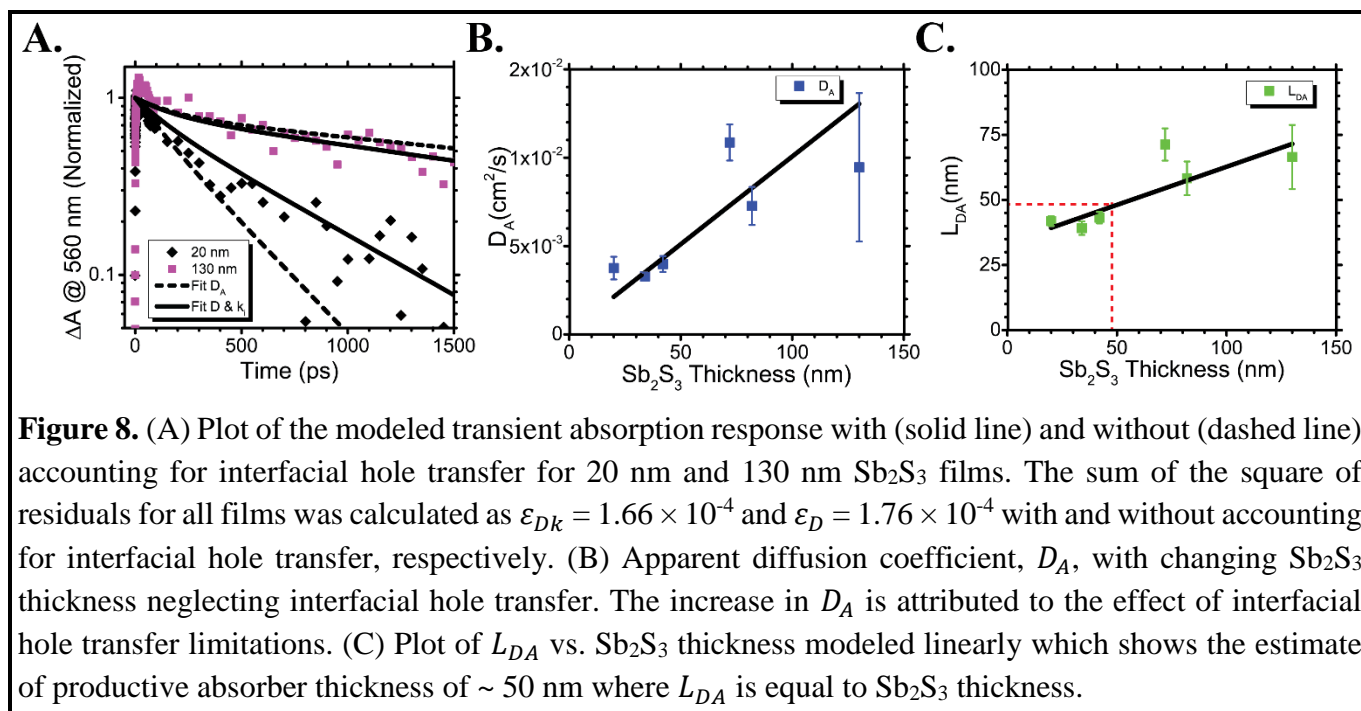 A.
ΔA @ 560 nm (Normalized)
1
0.1
20 nm
130 nm
Fit D_A
Fit D & k_i
0 500 1000 1500
Time (ps)
B.
D_A(cm²/s)
2x10⁻²
1x10⁻²
5x10⁻³
0
D_A
0 50 100 150
Sb₂S₃ Thickness (nm)
C.
L_DA(nm)
100
75
50
25
0
L_DA
0 50 100 150
Sb₂S₃ Thickness (nm)
Figure 8. (A) Plot of the modeled transient absorption response with (solid line) and without (dashed line)
accounting for interfacial hole transfer for 20 nm and 130 nm Sb₂S₃ films. The sum of the square of
residuals for all films was calculated as ε_Dk = 1.66 × 10⁻⁴ and ε_D = 1.76 × 10⁻⁴ with and without accounting
for interfacial hole transfer, respectively. (B) Apparent diffusion coefficient, D_A, with changing Sb₂S₃
thickness neglecting interfacial hole transfer. The increase in D_A is attributed to the effect of interfacial
hole transfer limitations. (C) Plot of L_DA vs. Sb₂S₃ thickness modeled linearly which shows the estimate
of productive absorber thickness of ~ 50 nm where L_DA is equal to Sb₂S₃ thickness.